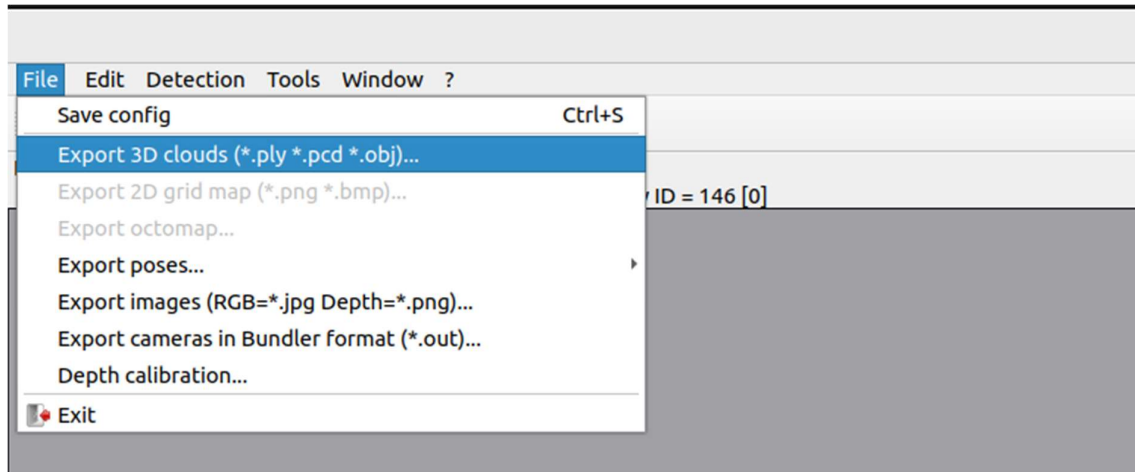 File Edit Detection Tools Window ?
Save config Ctrl+S
Export 3D clouds (*.ply *.pcd *.obj)...
Export 2D grid map (*.png *.bmp)...
ID = 146 [0]
Export octomap...
Export poses...
Export images (RGB=*.jpg Depth=*.png)...
Export cameras in Bundler format (*.out)...
Depth calibration...
Exit